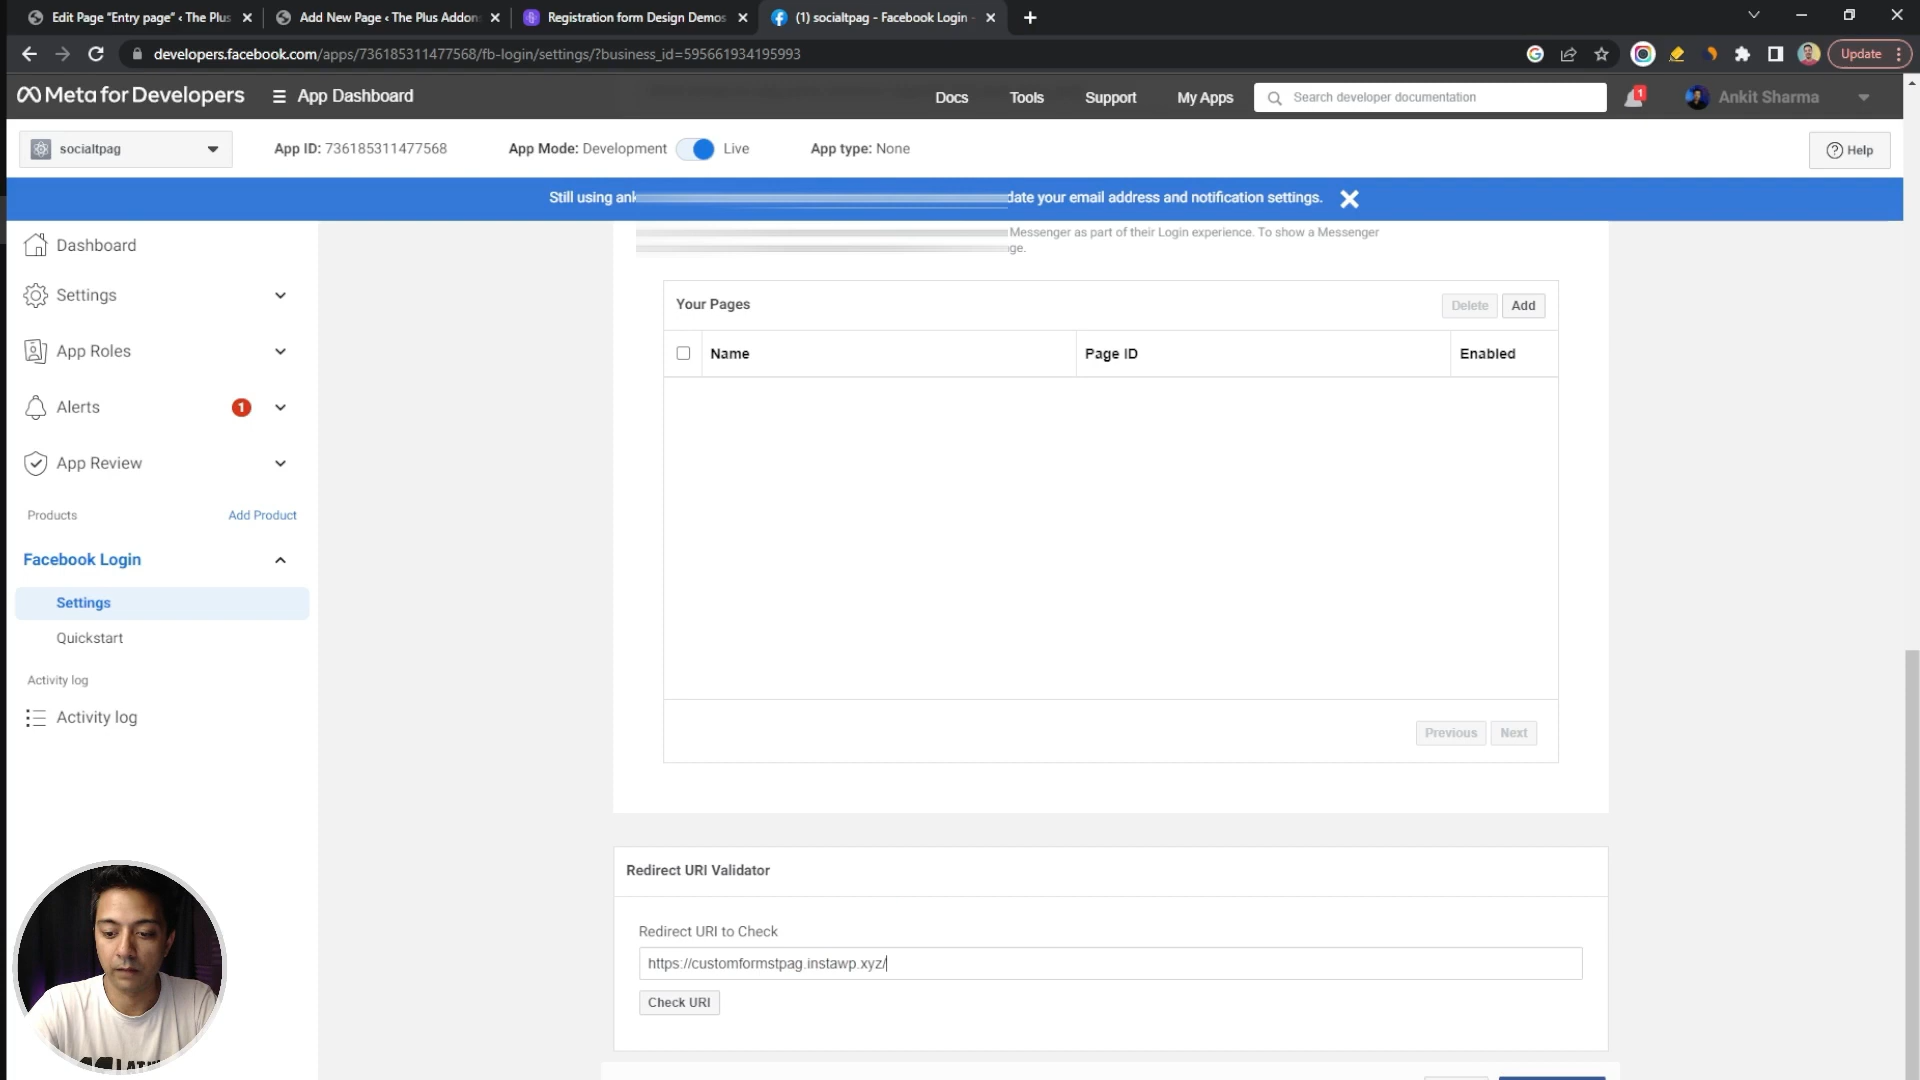 Edit Page "Entry page" ‹ The Plus
Add New Page ‹ The Plus Addons
Registration form Design Demos
(1) socialtpag - Facebook Login -
developers.facebook.com/apps/736185311477568/fb-login/settings/?business_id=595661934195993
Update
Meta for Developers
App Dashboard
Docs
Tools
Support
My Apps
Search developer documentation
1
Ankit Sharma
socialtpag
App ID: 736185311477568
App Mode: Development
Live
App type: None
Help
Still using ank
date your email address and notification settings.
Messenger as part of their Login experience. To show a Messenger
ge.
Dashboard
Settings
App Roles
Alerts
1
App Review
Products
Add Product
Facebook Login
Settings
Quickstart
Activity log
Activity log
Your Pages
Delete
Add
Name
Page ID
Enabled
Previous
Next
Redirect URI Validator
Redirect URI to Check
https://customformstpag.instawp.xyz/
Check URI